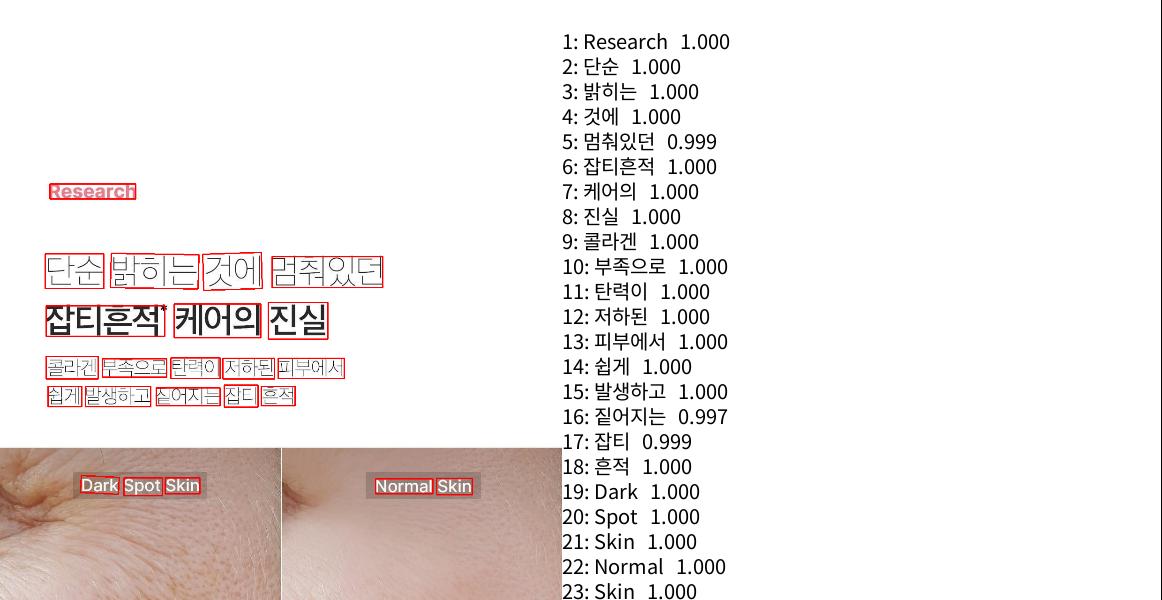 Research
단순 밝히는 것에 멈춰있던
잡티흔적* 케어의 진실
콜라겐 부족으로 탄력이 저하된 피부에서
쉽게 발생하고 짙어지는 잡티 흔적
Dark Spot Skin
Normal Skin
1: Research 1.000
2: 단순 1.000
3: 밝히는 1.000
4: 것에 1.000
5: 멈춰있던 0.999
6: 잡티흔적 1.000
7: 케어의 1.000
8: 진실 1.000
9: 콜라겐 1.000
10: 부족으로 1.000
11: 탄력이 1.000
12: 저하된 1.000
13: 피부에서 1.000
14: 쉽게 1.000
15: 발생하고 1.000
16: 짙어지는 0.997
17: 잡티 0.999
18: 흔적 1.000
19: Dark 1.000
20: Spot 1.000
21: Skin 1.000
22: Normal 1.000
23: Skin 1.000